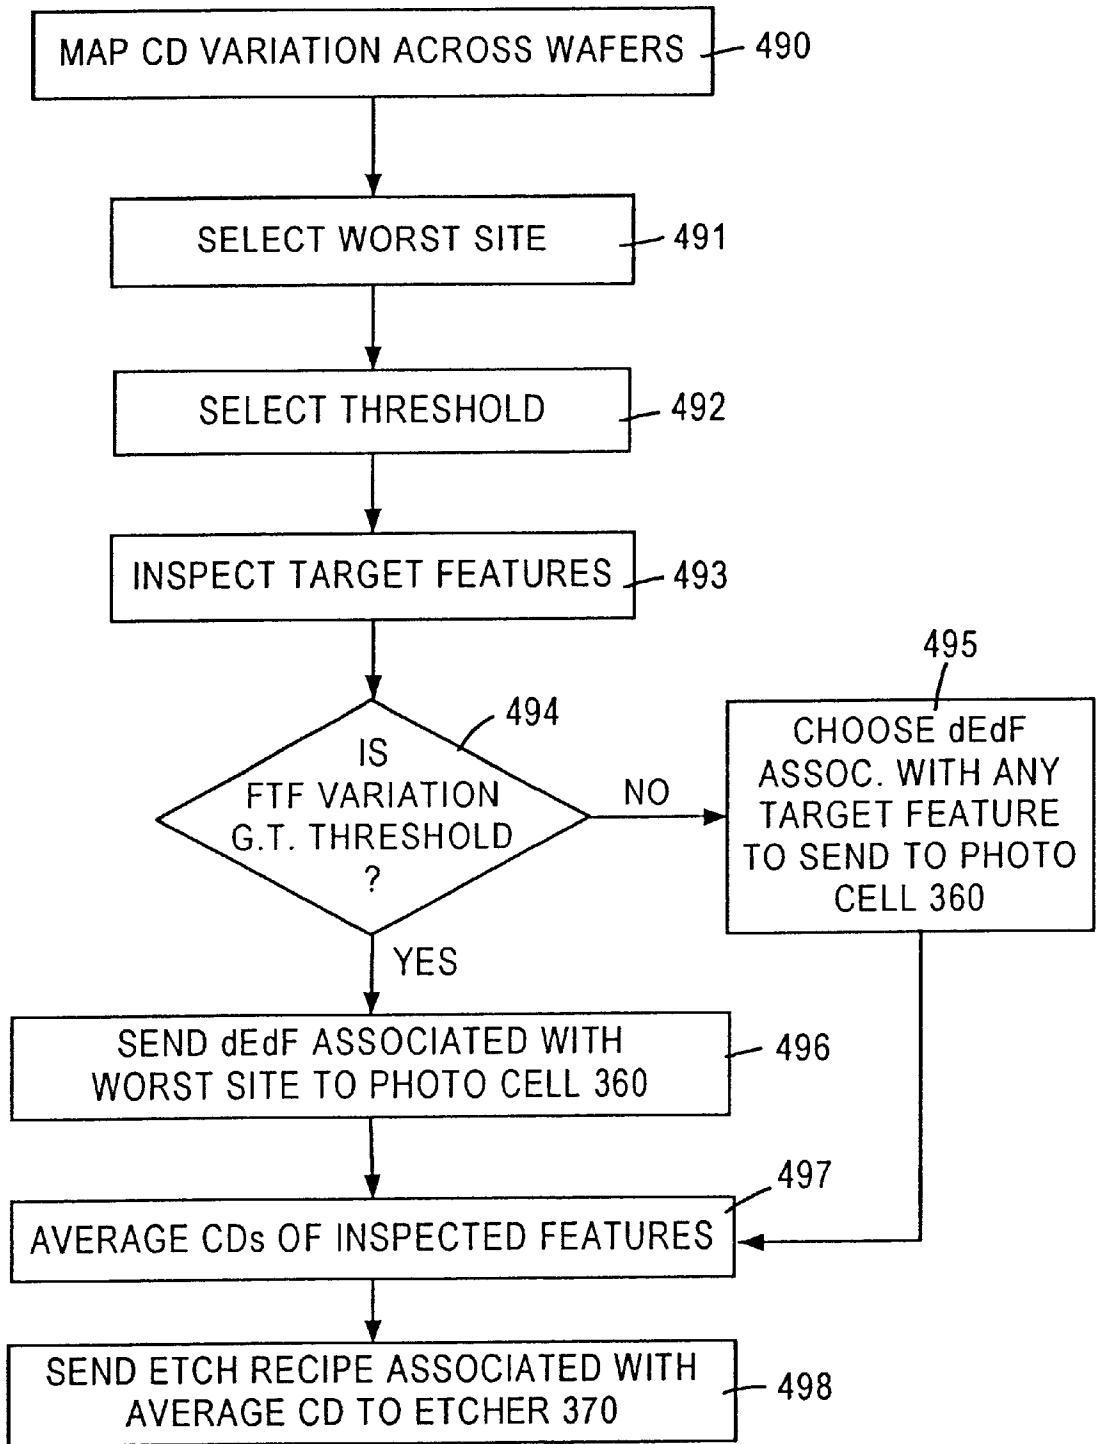 MAP CD VARIATION ACROSS WAFERS
490
SELECT WORST SITE
491
SELECT THRESHOLD
492
INSPECT TARGET FEATURES
493
494
IS
FTF VARIATION
G.T. THRESHOLD
?
NO
495
CHOOSE dEdF
ASSOC. WITH ANY
TARGET FEATURE
TO SEND TO PHOTO
CELL 360
YES
SEND dEdF ASSOCIATED WITH
WORST SITE TO PHOTO CELL 360
496
497
AVERAGE CDs OF INSPECTED FEATURES
SEND ETCH RECIPE ASSOCIATED WITH
AVERAGE CD TO ETCHER 370
498